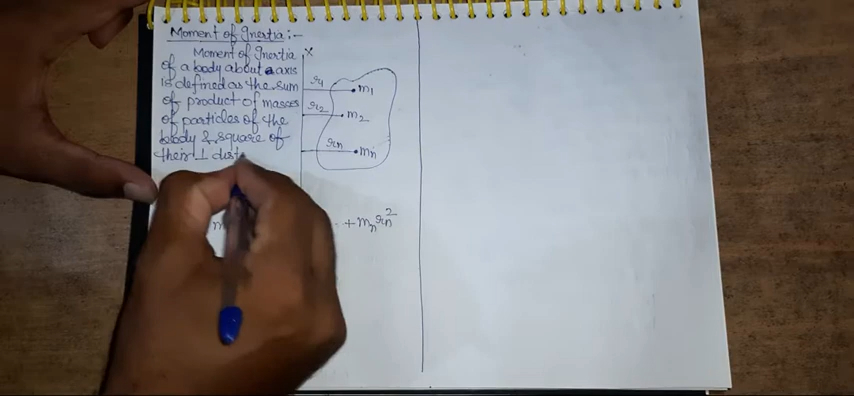 Moment of Inertia:-
Moment of Inertia
of a body about a axis
is defined as the sum
of product of masses
of particles of the
body & square of
their ⊥ dist
X
r1
m1
r2
m2
rn
mn
m
.. + mnrn²